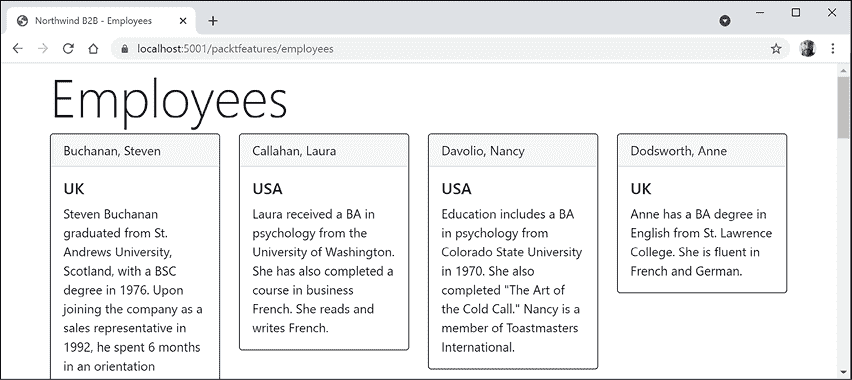 Northwind B2B - Employees
localhost:5001/packtfeatures/employees
Employees
Buchanan, Steven
UK
Steven Buchanan
graduated from St.
Andrews University,
Scotland, with a BSC
degree in 1976. Upon
joining the company as a
sales representative in
1992, he spent 6 months
in an orientation
Callahan, Laura
USA
Laura received a BA in
psychology from the
University of Washington.
She has also completed a
course in business
French. She reads and
writes French.
Davolio, Nancy
USA
Education includes a BA
in psychology from
Colorado State University
in 1970. She also
completed "The Art of
the Cold Call." Nancy is a
member of Toastmasters
International.
Dodsworth, Anne
UK
Anne has a BA degree in
English from St. Lawrence
College. She is fluent in
French and German.